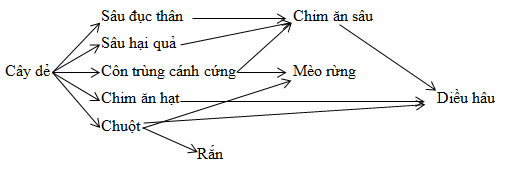 Sâu đục thân Chim ăn sâu
Sâu hại quả
Cây dẻ Côn trùng cánh cứng Mèo rừng
Chim ăn hạt Diều hâu
Chuột
Rắn